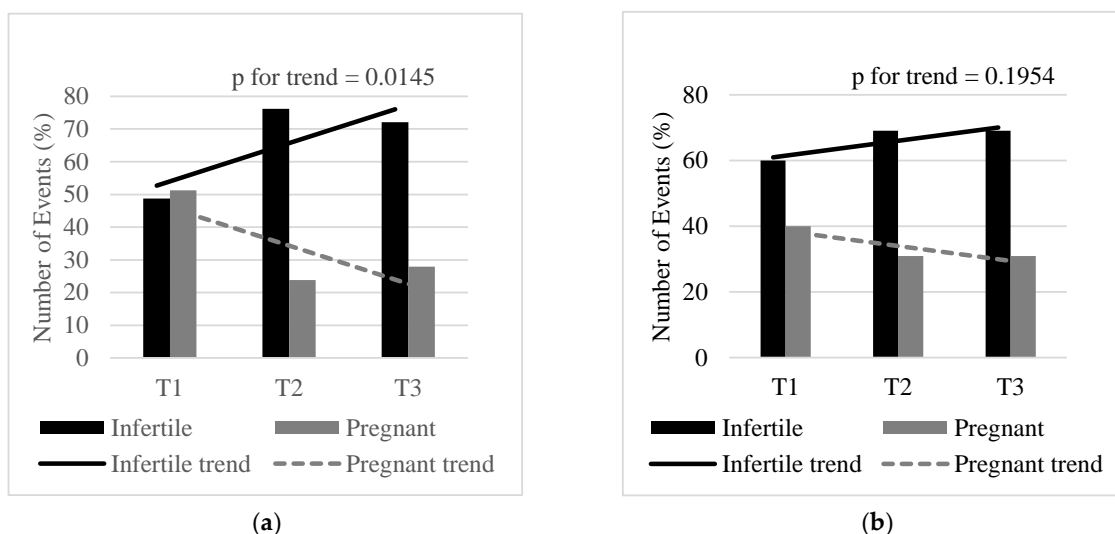 p for trend = 0.0145
Number of Events (%)
80
70
60
50
40
30
20
10
0
T1 T2 T3
Infertile Pregnant
Infertile trend Pregnant trend
(a)
p for trend = 0.1954
Number of Events (%)
80
60
40
20
0
T1 T2 T3
Infertile Pregnant
Infertile trend Pregnant trend
(b)